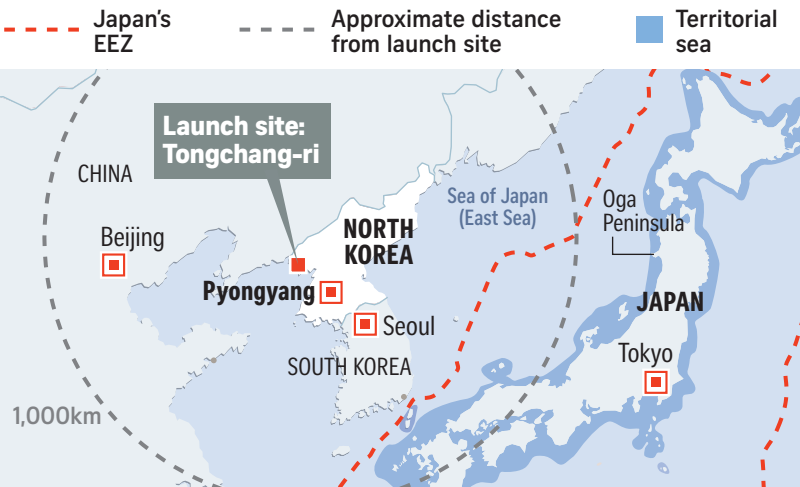 Japan's
EEZ
Approximate distance
from launch site
Territorial
sea
Launch site:
Tongchang-ri
CHINA
Sea of Japan
(East Sea)
Oga
Peninsula
NORTH
KOREA
Beijing
Pyongyang
JAPAN
Seoul
Tokyo
SOUTH KOREA
1,000km